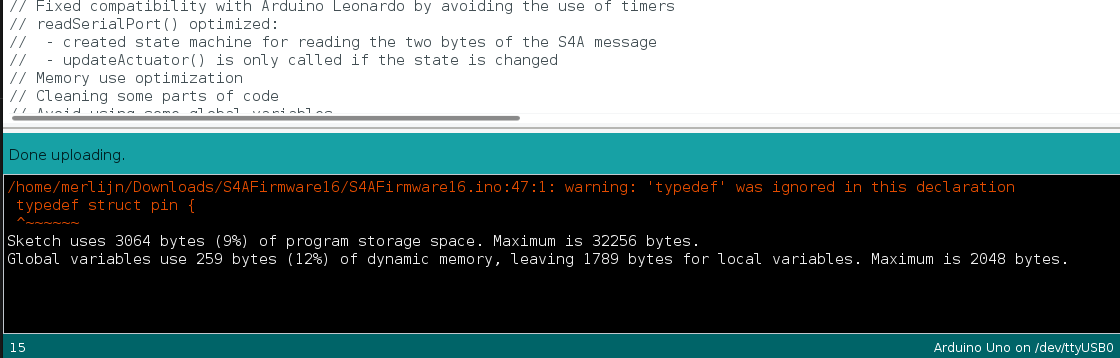 // Fixed compatibility with Arduino Leonardo by avoiding the use of timers
// readSerialPort() optimized:
//  - created state machine for reading the two bytes of the S4A message
//  - updateActuator() is only called if the state is changed
// Memory use optimization
// Cleaning some parts of code
// Avoid using some global variables
Done uploading.
/home/merlijn/Downloads/S4AFirmware16/S4AFirmware16.ino:47:1: warning: 'typedef' was ignored in this declaration
 typedef struct pin {
 ^~~~~~~
Sketch uses 3064 bytes (9%) of program storage space. Maximum is 32256 bytes.
Global variables use 259 bytes (12%) of dynamic memory, leaving 1789 bytes for local variables. Maximum is 2048 bytes.
15
Arduino Uno on /dev/ttyUSB0